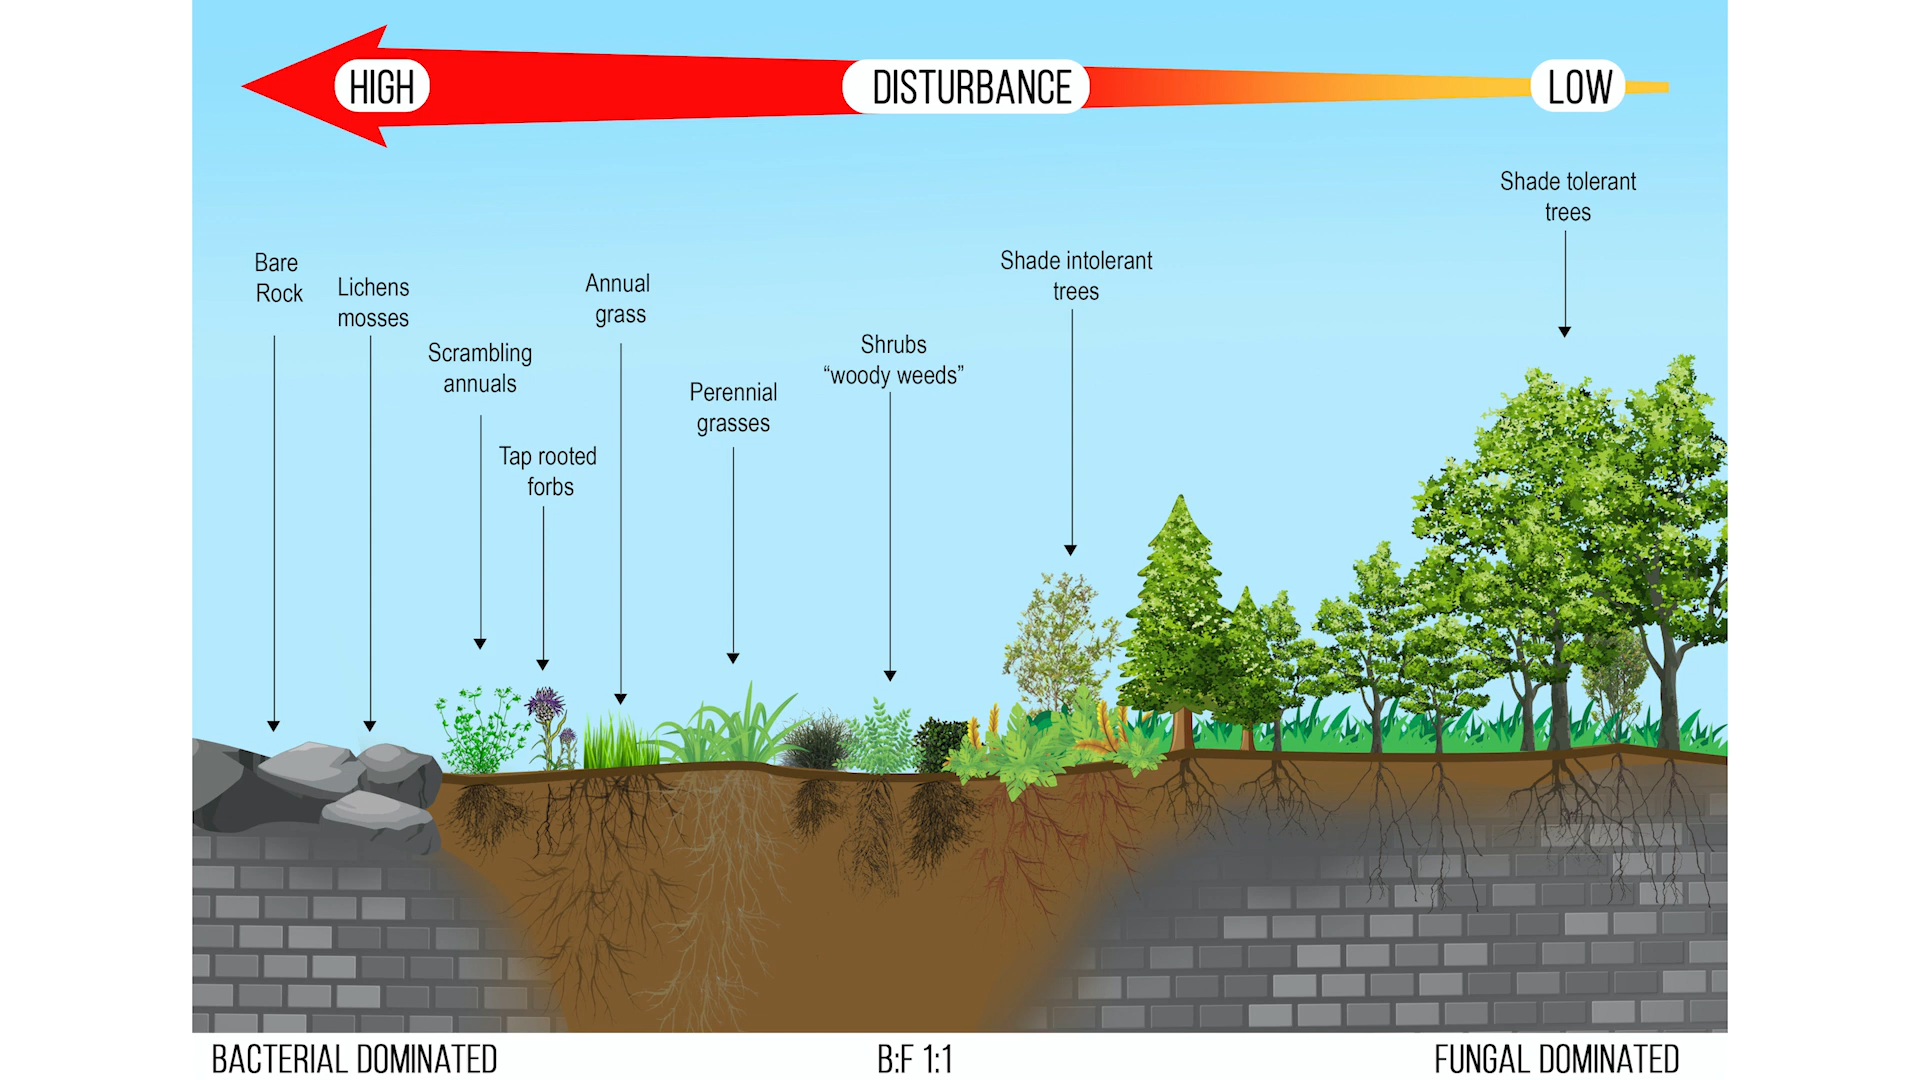 HIGH
DISTURBANCE
LOW
Bare
Rock
Lichens
mosses
Scrambling
annuals
Tap rooted
forbs
Annual
grass
Perennial
grasses
Shrubs
“woody weeds”
Shade intolerant
trees
Shade tolerant
trees
BACTERIAL DOMINATED
B:F 1:1
FUNGAL DOMINATED